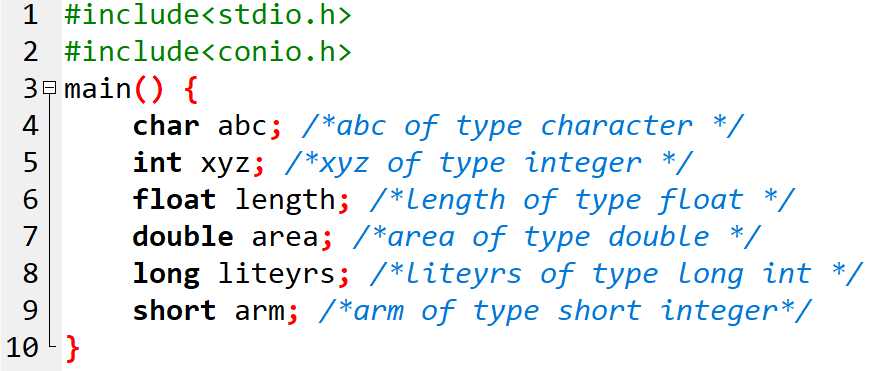 1 #include<stdio.h>
2 #include<conio.h>
3 main() {
4 char abc; /*abc of type character */
5 int xyz; /*xyz of type integer */
6 float length; /*length of type float */
7 double area; /*area of type double */
8 long liteyrs; /*liteyrs of type long int */
9 short arm; /*arm of type short integer*/
10 }